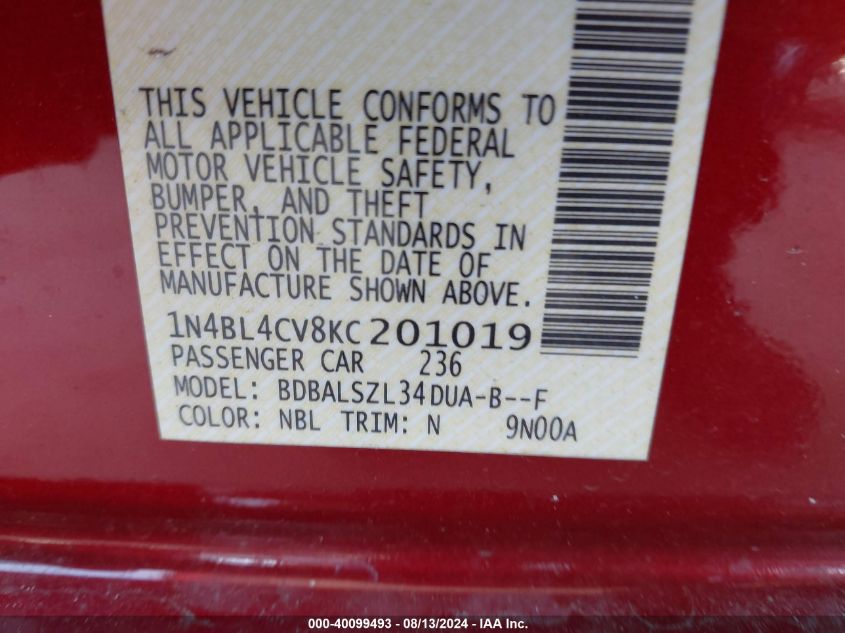 THIS VEHICLE CONFORMS TO
ALL APPLICABLE FEDERAL
MOTOR VEHICLE SAFETY,
BUMPER, AND THEFT
PREVENTION STANDARDS IN
EFFECT ON THE DATE OF
MANUFACTURE SHOWN ABOVE.
1N4BL4CV8KC201019
PASSENGER CAR 236
MODEL: BDBALSZL34DUA-B--F
COLOR: NBL TRIM: N 9N00A
000-40099493 - 08/13/2024 - IAA Inc.